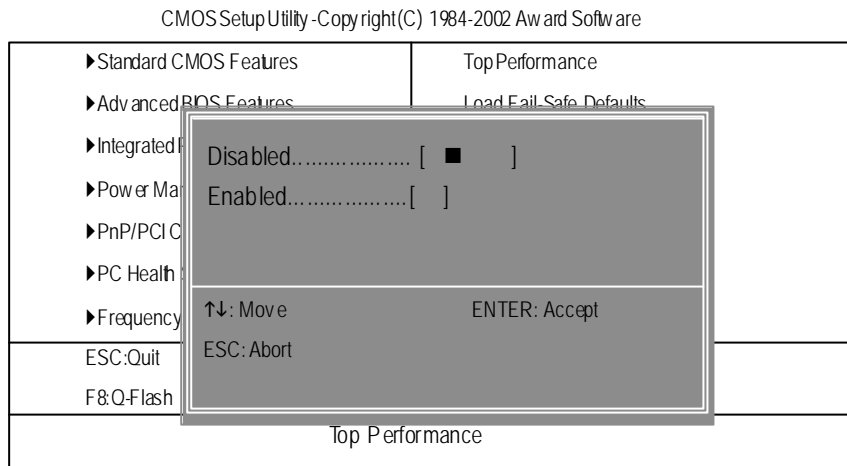 CMOS Setup Utility -Copyright (C) 1984-2002 Award Software
▶Standard CMOS Features
Top Performance
▶Advanced BIOS Features
Load Fail-Safe Defaults
▶Integrated
Disabled.................. [ ■ ]
▶Power
Enabled..................[ ]
▶PnP/PCI
▶PC Health
▶Frequency
↑↓: Move
ENTER: Accept
ESC:Quit
ESC: Abort
F8:Q-Flash
Top Performance